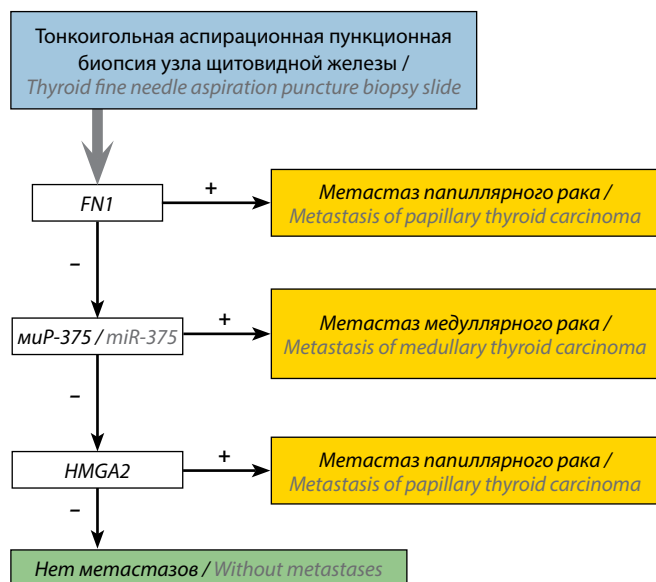 Тонкоигольная аспирационная пункционная
биопсия узла щитовидной железы /
Thyroid fine needle aspiration puncture biopsy slide
FN1
+
Метастаз папиллярного рака /
Metastasis of papillary thyroid carcinoma
–
миР-375 / miR-375
+
Метастаз медуллярного рака /
Metastasis of medullary thyroid carcinoma
–
HMGA2
+
Метастаз папиллярного рака /
Metastasis of papillary thyroid carcinoma
–
Нет метастазов / Without metastases